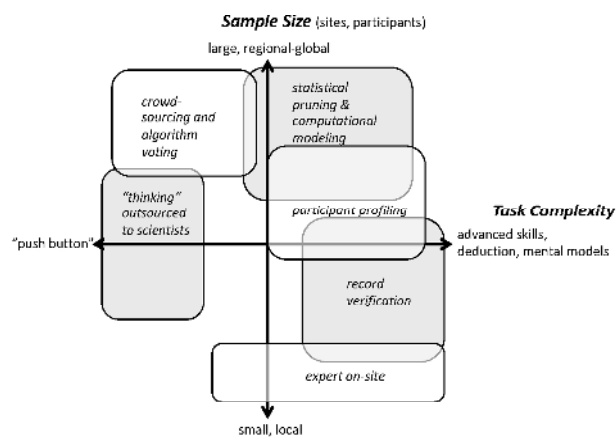 Sample Size (sites, participants)
large, regional-global
crowd-
sourcing and
algorithm
voting
statistical
pruning &
computational
modeling
"thinking"
outsourced
to scientists
participant profiling
Task Complexity
"push button"
advanced skills,
deduction, mental models
record
verification
expert on-site
small, local